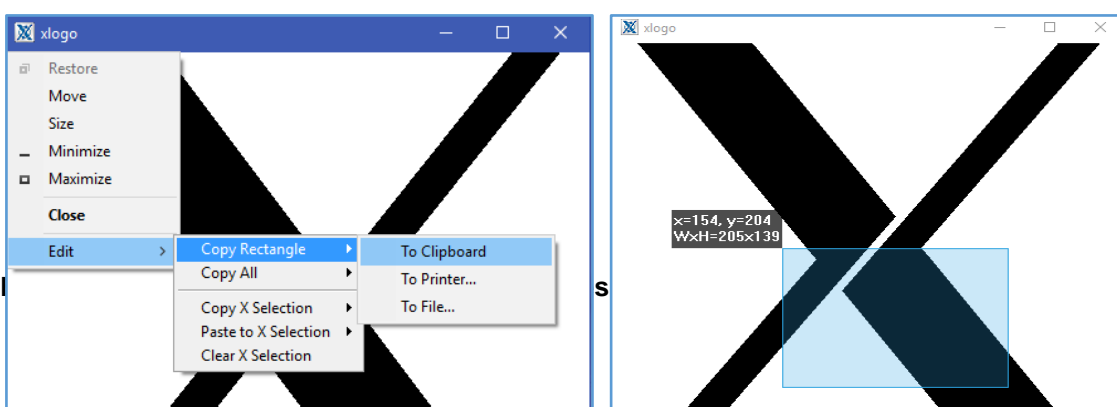 xlogo
Restore
Move
Size
Minimize
Maximize
Close
Edit
Copy Rectangle
Copy All
Copy X Selection
Paste to X Selection
Clear X Selection
To Clipboard
To Printer...
To File...
s
xlogo
x=154, y=204
WxH=205x139